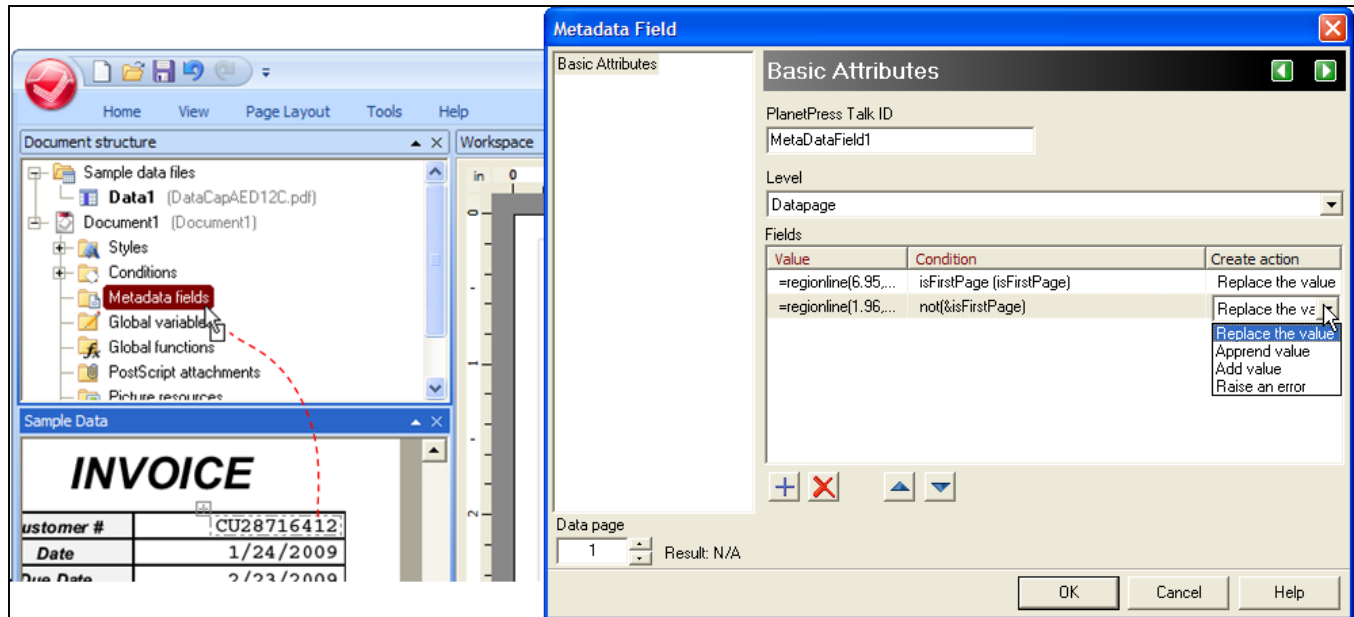 Home View Page Layout Tools Help
Document structure
Workspace
Sample data files
Data1 (DataCapAED12C.pdf)
Document1 (Document1)
Styles
Conditions
Metadata fields
Global variable
Global functions
PostScript attachments
Picture resources
in 0
1
2
Sample Data
INVOICE
ustomer # CU28716412
Date 1/24/2009
Due Date 2/23/2009
Metadata Field
Basic Attributes
Basic Attributes
PlanetPress Talk ID
MetaDataField1
Level
Datapage
Fields
Value Condition Create action
=regionline(6.95,... isFirstPage (isFirstPage) Replace the value
=regionline(1.96,... not(&isFirstPage) Replace the va
Replace the value
Apprend value
Add value
Raise an error
Data page
1 Result: N/A
OK Cancel Help